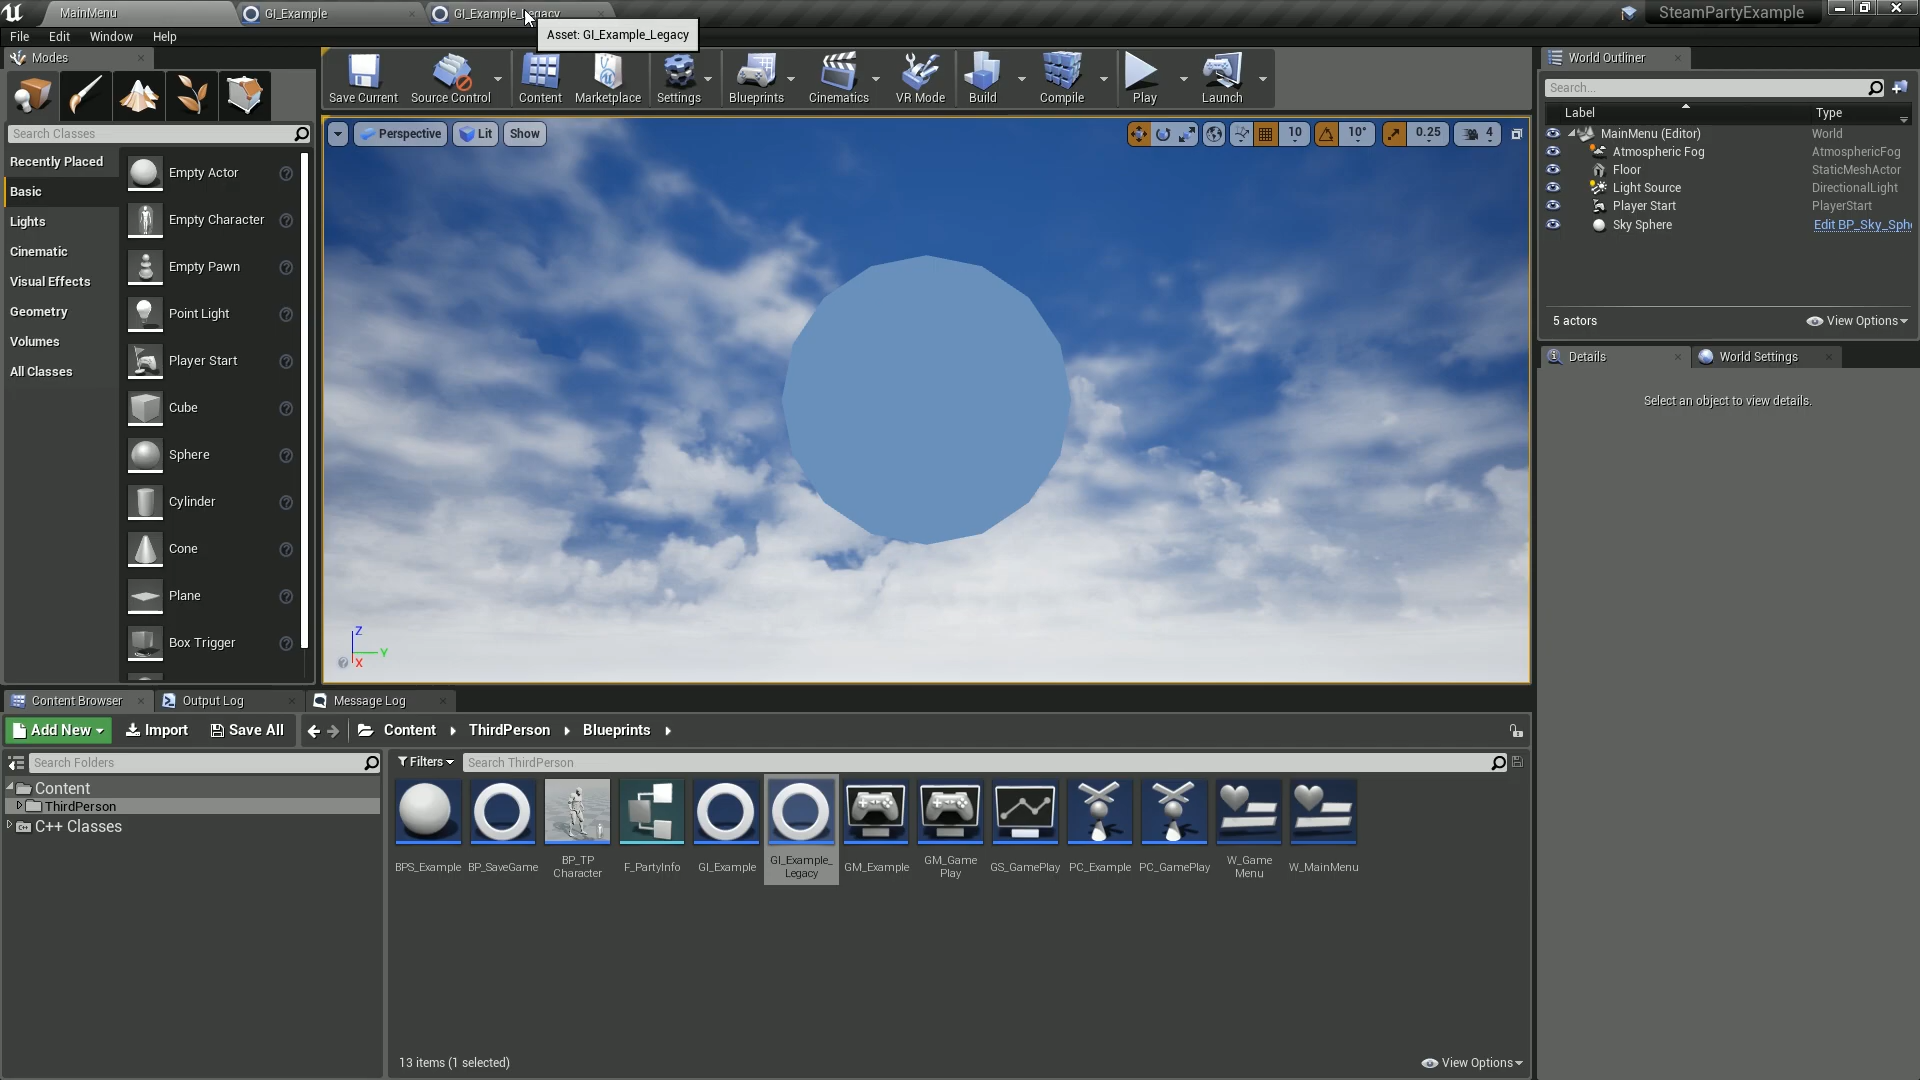 MainMenu
GI_Example
GI_Example_Legacy
SteamPartyExample
File Edit Window Help
Asset: GI_Example_Legacy
Modes
Save Current
Source Control
Content
Marketplace
Settings
Blueprints
Cinematics
VR Mode
Build
Compile
Play
Launch
Search Classes
Recently Placed
Basic
Lights
Cinematic
Visual Effects
Geometry
Volumes
All Classes
Empty Actor
Empty Character
Empty Pawn
Point Light
Player Start
Cube
Sphere
Cylinder
Cone
Plane
Box Trigger
Perspective
Lit
Show
10
10°
0.25
4
Z
Y
X
World Outliner
Search...
Label Type
MainMenu (Editor) World
Atmospheric Fog AtmosphericFog
Floor StaticMeshActor
Light Source DirectionalLight
Player Start PlayerStart
Sky Sphere Edit BP_Sky_Sph
5 actors
View Options
Details
World Settings
Select an object to view details.
Content Browser
Output Log
Message Log
Add New
Import
Save All
Content
ThirdPerson
Blueprints
Search Folders
Content
ThirdPerson
C++ Classes
Filters
Search ThirdPerson
BPS_Example
BP_SaveGame
BP_TP
Character
F_PartyInfo
GI_Example
GI_Example_
Legacy
GM_Example
GM_Game
Play
GS_GamePlay
PC_Example
PC_GamePlay
W_Game
Menu
W_MainMenu
13 items (1 selected)
View Options